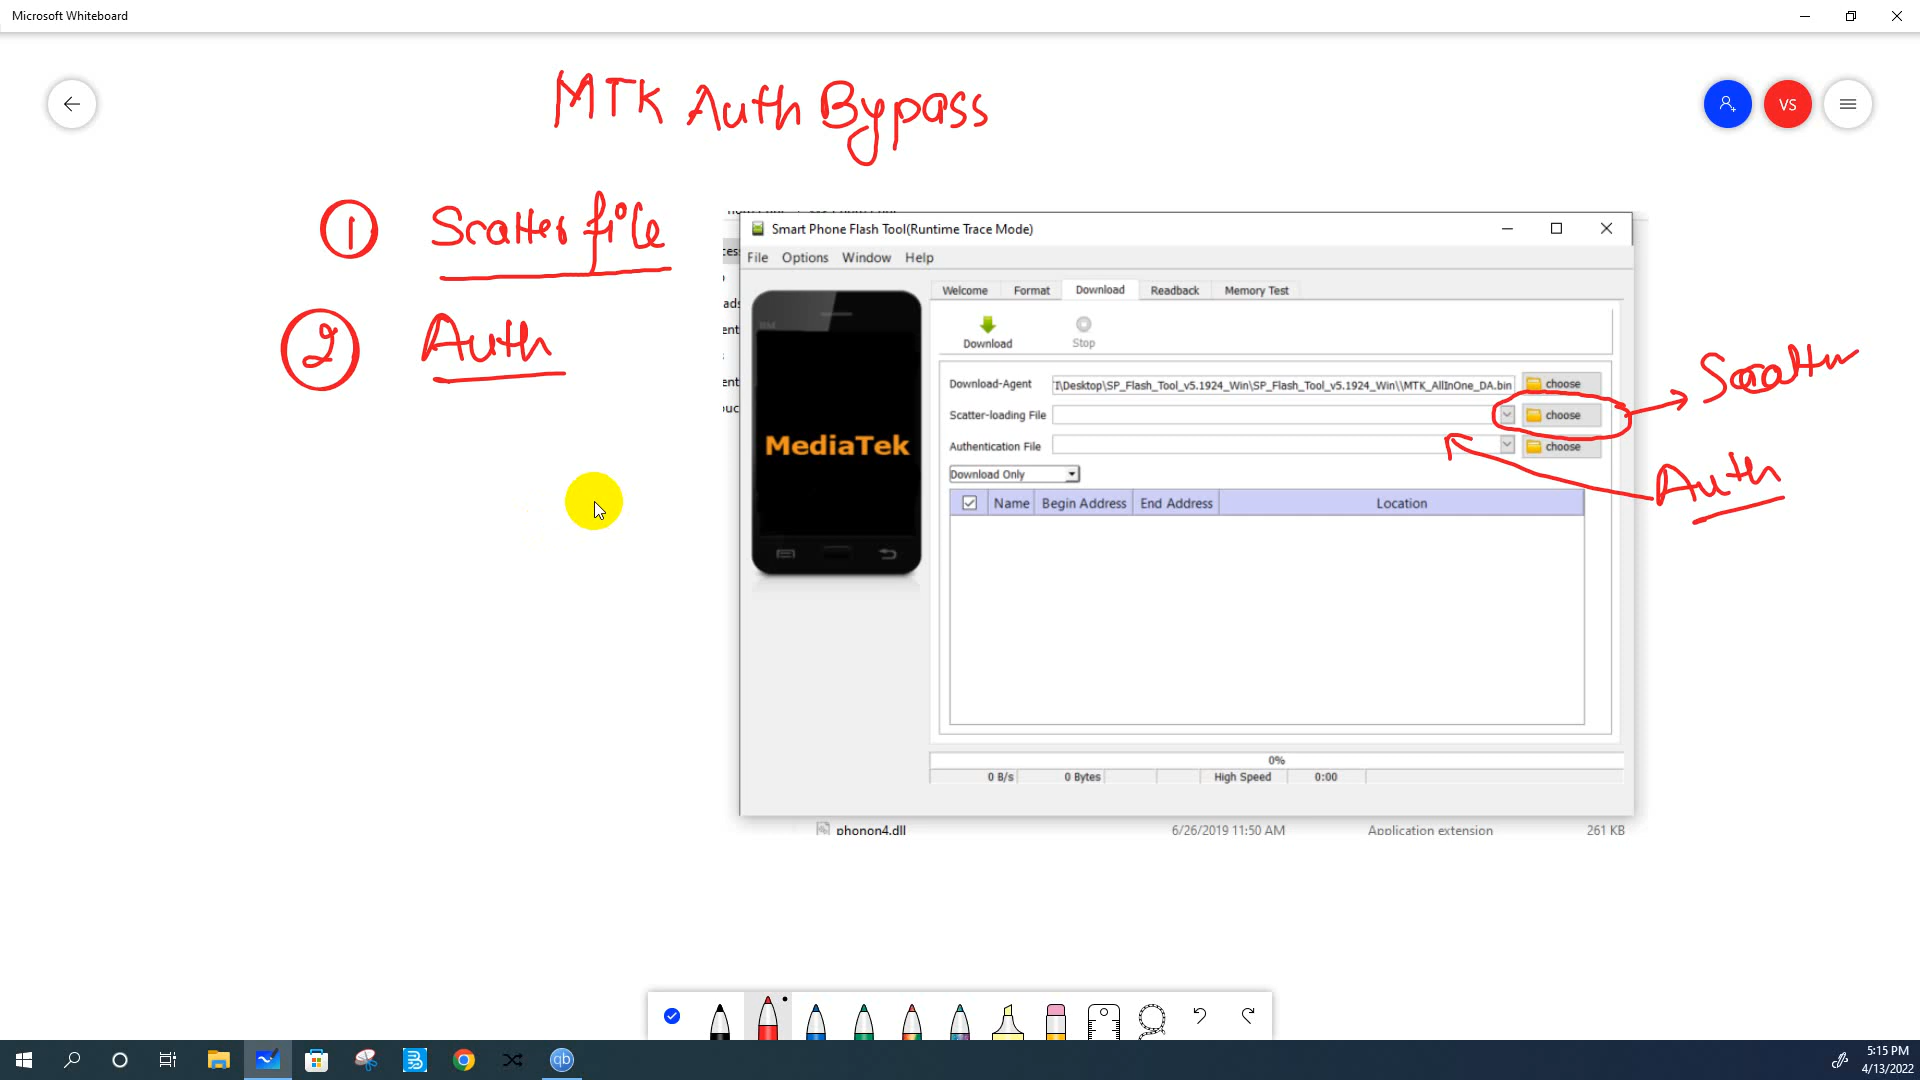 Microsoft Whiteboard
MTK Auth Bypass
VS
1 Scatter file
2 Auth
Smart Phone Flash Tool(Runtime Trace Mode)
File Options Window Help
Welcome Format Download Readback Memory Test
Download Stop
Download-Agent I\Desktop\SP_Flash_Tool_v5.1924_Win\SP_Flash_Tool_v5.1924_Win\\MTK_AllInOne_DA.bin choose
Scatter-loading File choose
Authentication File choose
Scatter
Auth
Download Only
Name Begin Address End Address Location
MediaTek
0%
0 B/s 0 Bytes High Speed 0:00
phonon4.dll 6/26/2019 11:50 AM Application extension 261 KB
qb
5:15 PM
4/13/2022